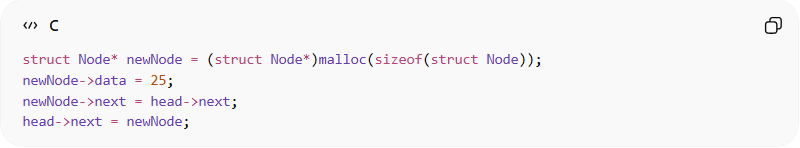 </> C
struct Node* newNode = (struct Node*)malloc(sizeof(struct Node));
newNode->data = 25;
newNode->next = head->next;
head->next = newNode;